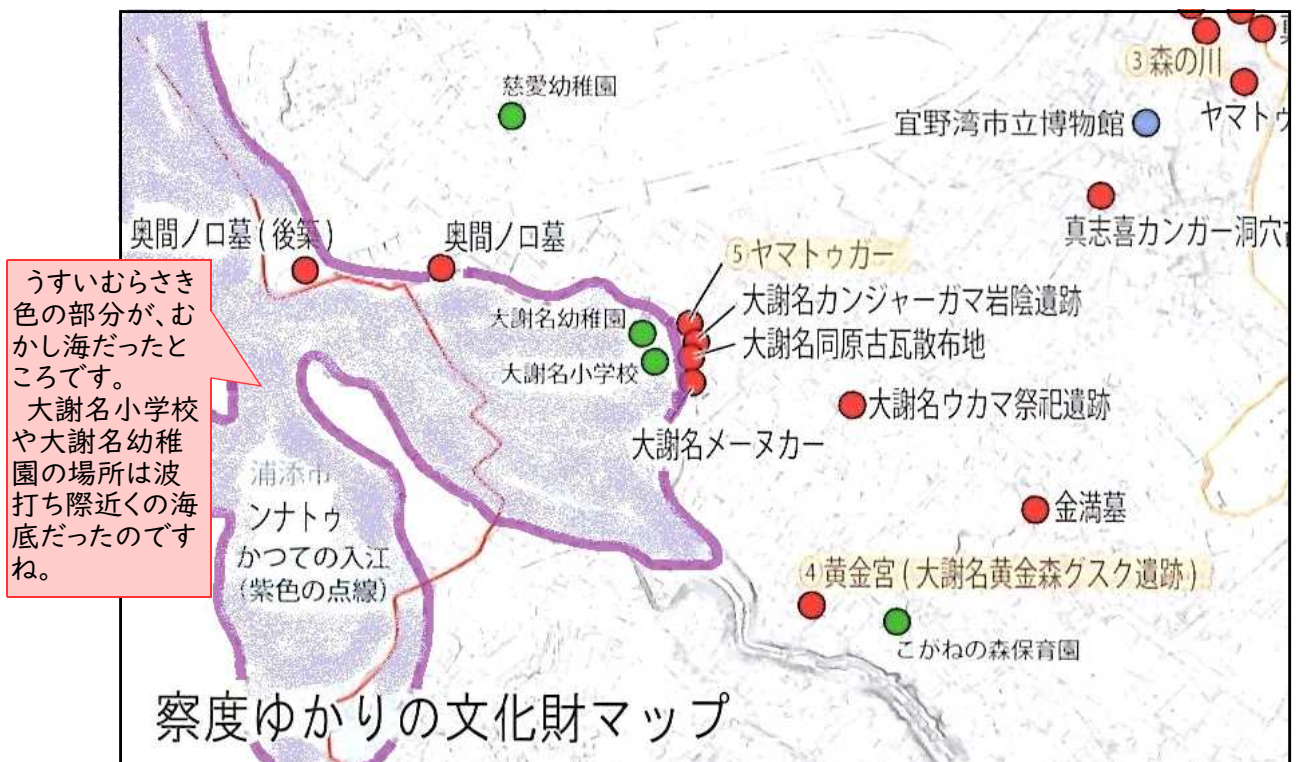 慈愛幼稚園
③森の川
宜野湾市立博物館
ヤマトゥ
真志喜カンガー洞穴
奥間ノロ墓(後築)
奥間ノロ墓
⑤ヤマトゥガー
大謝名カンジャーガマ岩陰遺跡
大謝名幼稚園
大謝名同原古瓦散布地
大謝名小学校
大謝名ウカマ祭祀遺跡
大謝名メーヌカー
うすいむらさき
色の部分が、む
かし海だったと
ころです。
大謝名小学校
や大謝名幼稚
園の場所は波
打ち際近くの海
底だったのです
ね。
浦添市
ンナトゥ
かつての入江
(紫色の点線)
金満墓
④黄金宮(大謝名黄金森グスク遺跡)
こがねの森保育園
察度ゆかりの文化財マップ